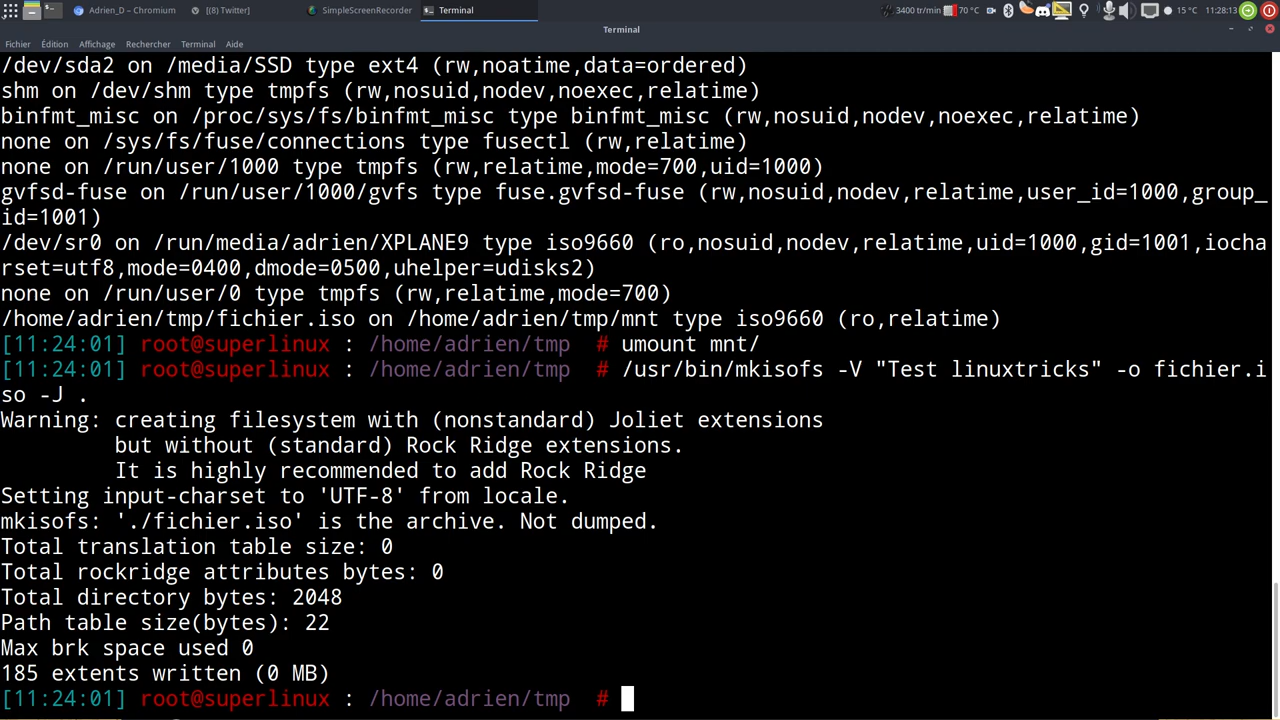 Adrien_D – Chromium
[(8) Twitter]
SimpleScreenRecorder
Terminal
3400 tr/min
70 °C
15 °C
11:28:13
Terminal
Fichier Édition Affichage Rechercher Terminal Aide
/dev/sda2 on /media/SSD type ext4 (rw,noatime,data=ordered)
shm on /dev/shm type tmpfs (rw,nosuid,nodev,noexec,relatime)
binfmt_misc on /proc/sys/fs/binfmt_misc type binfmt_misc (rw,nosuid,nodev,noexec,relatime)
none on /sys/fs/fuse/connections type fusectl (rw,relatime)
none on /run/user/1000 type tmpfs (rw,relatime,mode=700,uid=1000)
gvfsd-fuse on /run/user/1000/gvfs type fuse.gvfsd-fuse (rw,nosuid,nodev,relatime,user_id=1000,group_
id=1001)
/dev/sr0 on /run/media/adrien/XPLANE9 type iso9660 (ro,nosuid,nodev,relatime,uid=1000,gid=1001,iocha
rset=utf8,mode=0400,dmode=0500,uhelper=udisks2)
none on /run/user/0 type tmpfs (rw,relatime,mode=700)
/home/adrien/tmp/fichier.iso on /home/adrien/tmp/mnt type iso9660 (ro,relatime)
[11:24:01] root@superlinux : /home/adrien/tmp # umount mnt/
[11:24:01] root@superlinux : /home/adrien/tmp # /usr/bin/mkisofs -V "Test linuxtricks" -o fichier.i
so -J .
Warning: creating filesystem with (nonstandard) Joliet extensions
but without (standard) Rock Ridge extensions.
It is highly recommended to add Rock Ridge
Setting input-charset to 'UTF-8' from locale.
mkisofs: './fichier.iso' is the archive. Not dumped.
Total translation table size: 0
Total rockridge attributes bytes: 0
Total directory bytes: 2048
Path table size(bytes): 22
Max brk space used 0
185 extents written (0 MB)
[11:24:01] root@superlinux : /home/adrien/tmp #